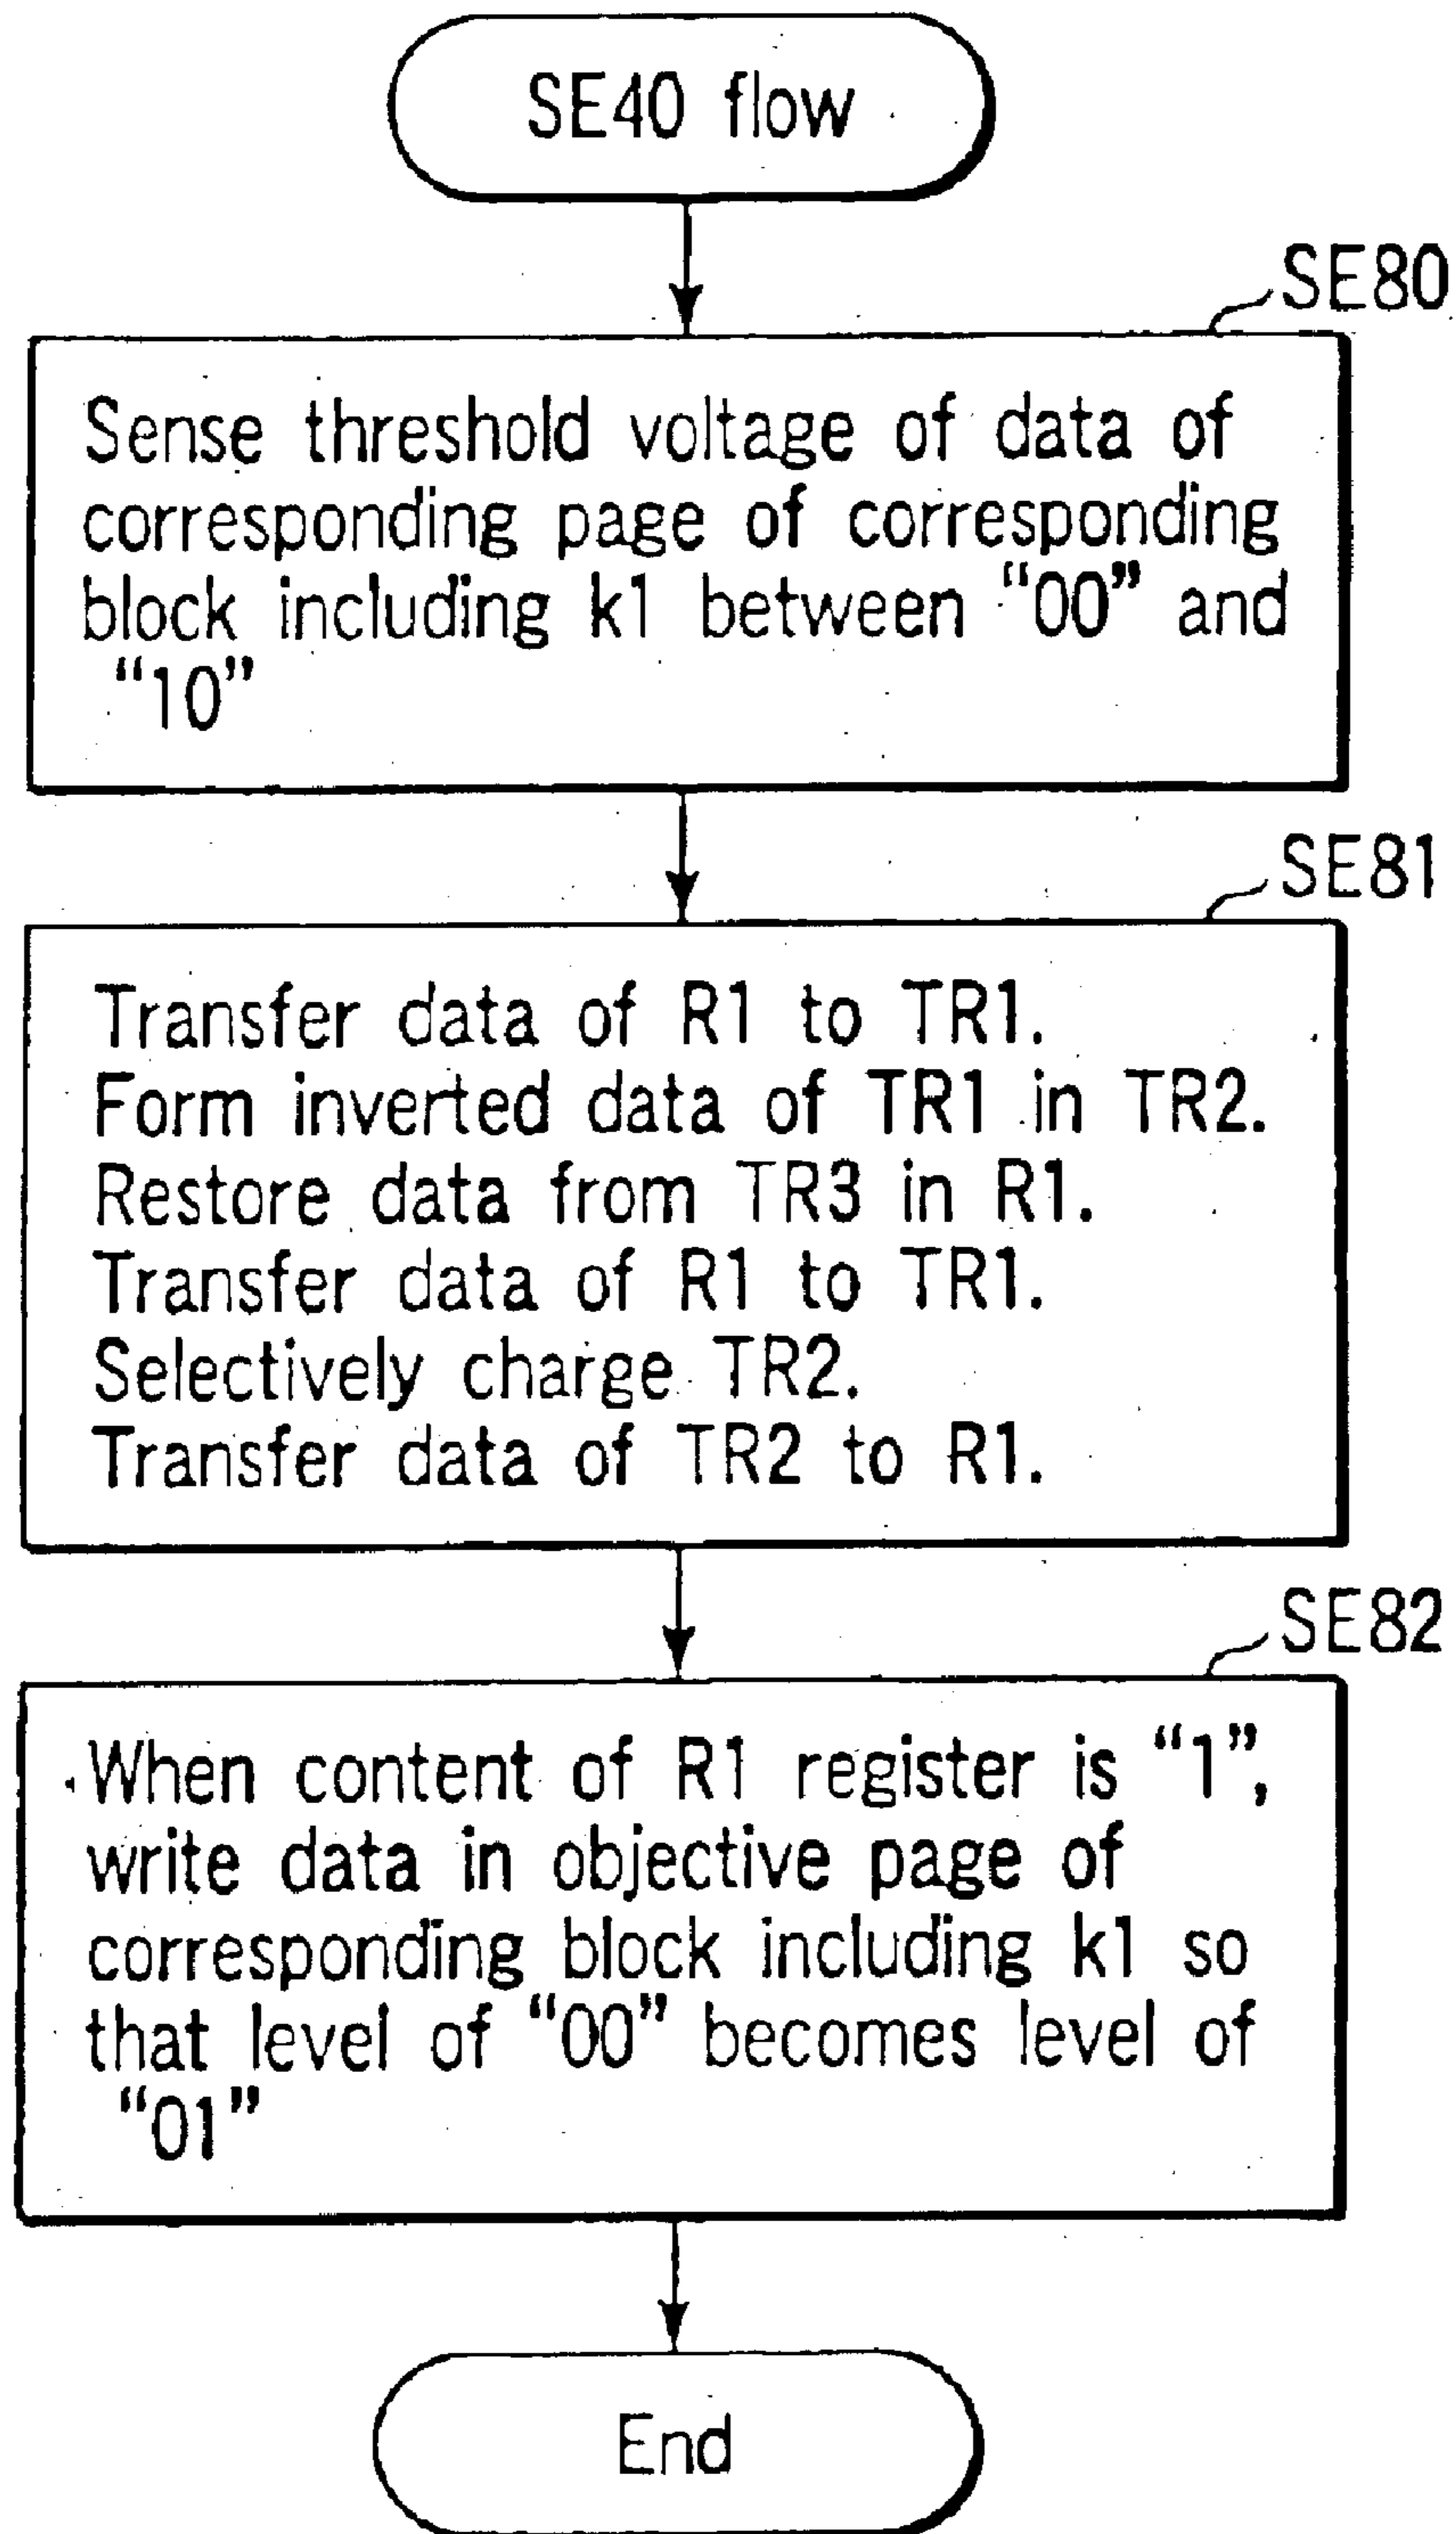 SE40 flow
SE80
Sense threshold voltage of data of
corresponding page of corresponding
block including k1 between “00” and
“10”
SE81
Transfer data of R1 to TR1.
Form inverted data of TR1 in TR2.
Restore data from TR3 in R1.
Transfer data of R1 to TR1.
Selectively charge TR2.
Transfer data of TR2 to R1.
SE82
When content of R1 register is “1”,
write data in objective page of
corresponding block including k1 so
that level of “00” becomes level of
“01”
End